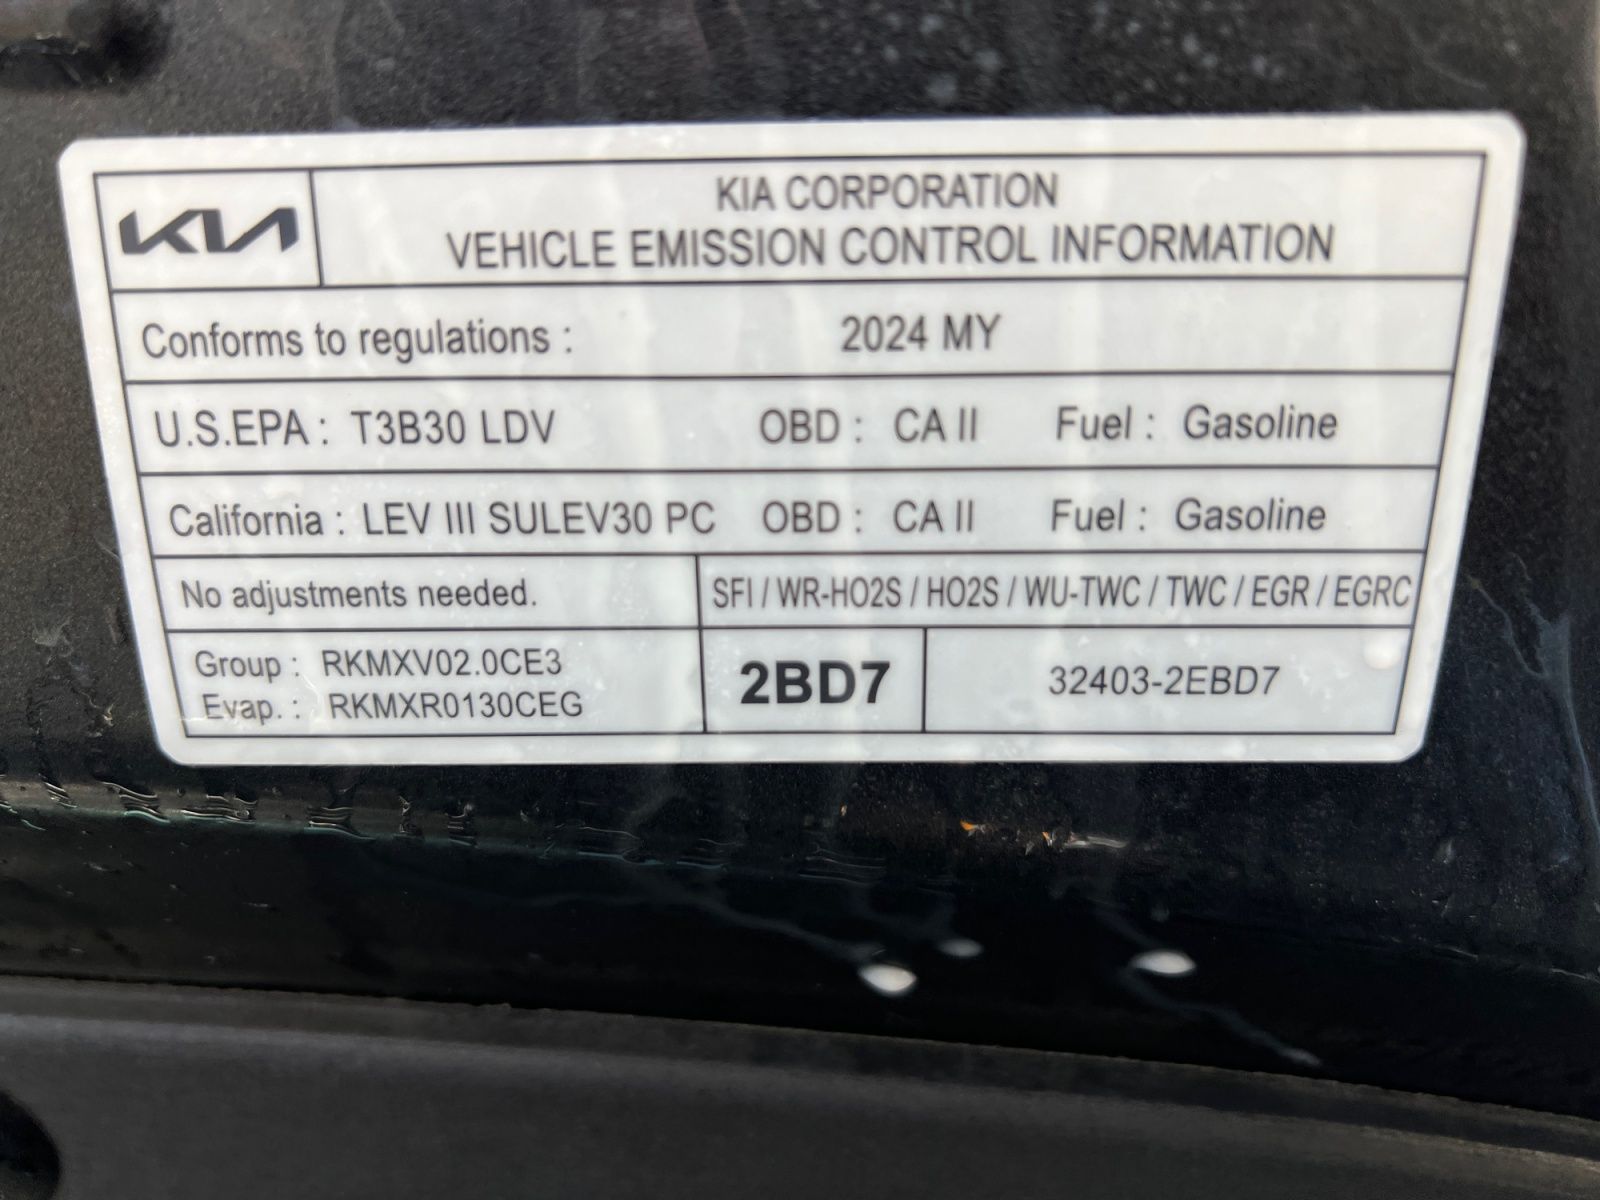 KIA
KIA CORPORATION
VEHICLE EMISSION CONTROL INFORMATION
Conforms to regulations : 2024 MY
U.S.EPA : T3B30 LDV OBD : CA II Fuel : Gasoline
California : LEV III SULEV30 PC OBD : CA II Fuel : Gasoline
No adjustments needed. SFI / WR-HO2S / HO2S / WU-TWC / TWC / EGR / EGRC
Group : RKMXV02.0CE3
Evap. : RKMXR0130CEG
2BD7
32403-2EBD7